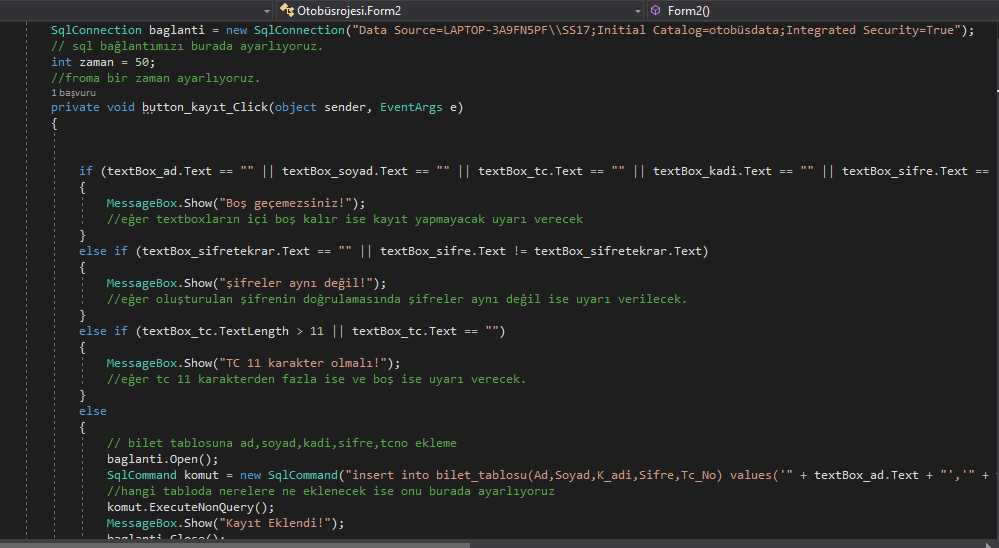 Otobüsrojesi.Form2 Form2()
SqlConnection baglanti = new SqlConnection("Data Source=LAPTOP-3A9FN5PF\\SS17;Initial Catalog=otobüsdata;Integrated Security=True");
// sql bağlantımızı burada ayarlıyoruz.
int zaman = 50;
//froma bir zaman ayarlıyoruz.
1 başvuru
private void button_kayıt_Click(object sender, EventArgs e)
{
if (textBox_ad.Text == "" || textBox_soyad.Text == "" || textBox_tc.Text == "" || textBox_kadi.Text == "" || textBox_sifre.Text ==
{
MessageBox.Show("Boş geçemezsiniz!");
//eğer textboxların içi boş kalır ise kayıt yapmayacak uyarı verecek
}
else if (textBox_sifretekrar.Text == "" || textBox_sifre.Text != textBox_sifretekrar.Text)
{
MessageBox.Show("şifreler aynı değil!");
//eğer oluşturulan şifrenin doğrulamasında şifreler aynı değil ise uyarı verilecek.
}
else if (textBox_tc.TextLength > 11 || textBox_tc.Text == "")
{
MessageBox.Show("TC 11 karakter olmalı!");
//eğer tc 11 karakterden fazla ise ve boş ise uyarı verecek.
}
else
{
// bilet tablosuna ad,soyad,kadi,sifre,tcno ekleme
baglanti.Open();
SqlCommand komut = new SqlCommand("insert into bilet_tablosu(Ad,Soyad,K_adi,Sifre,Tc_No) values('" + textBox_ad.Text + "','" +
//hangi tabloda nerelere ne eklenecek ise onu burada ayarlıyoruz
komut.ExecuteNonQuery();
MessageBox.Show("Kayıt Eklendi!");
baglanti.Close();